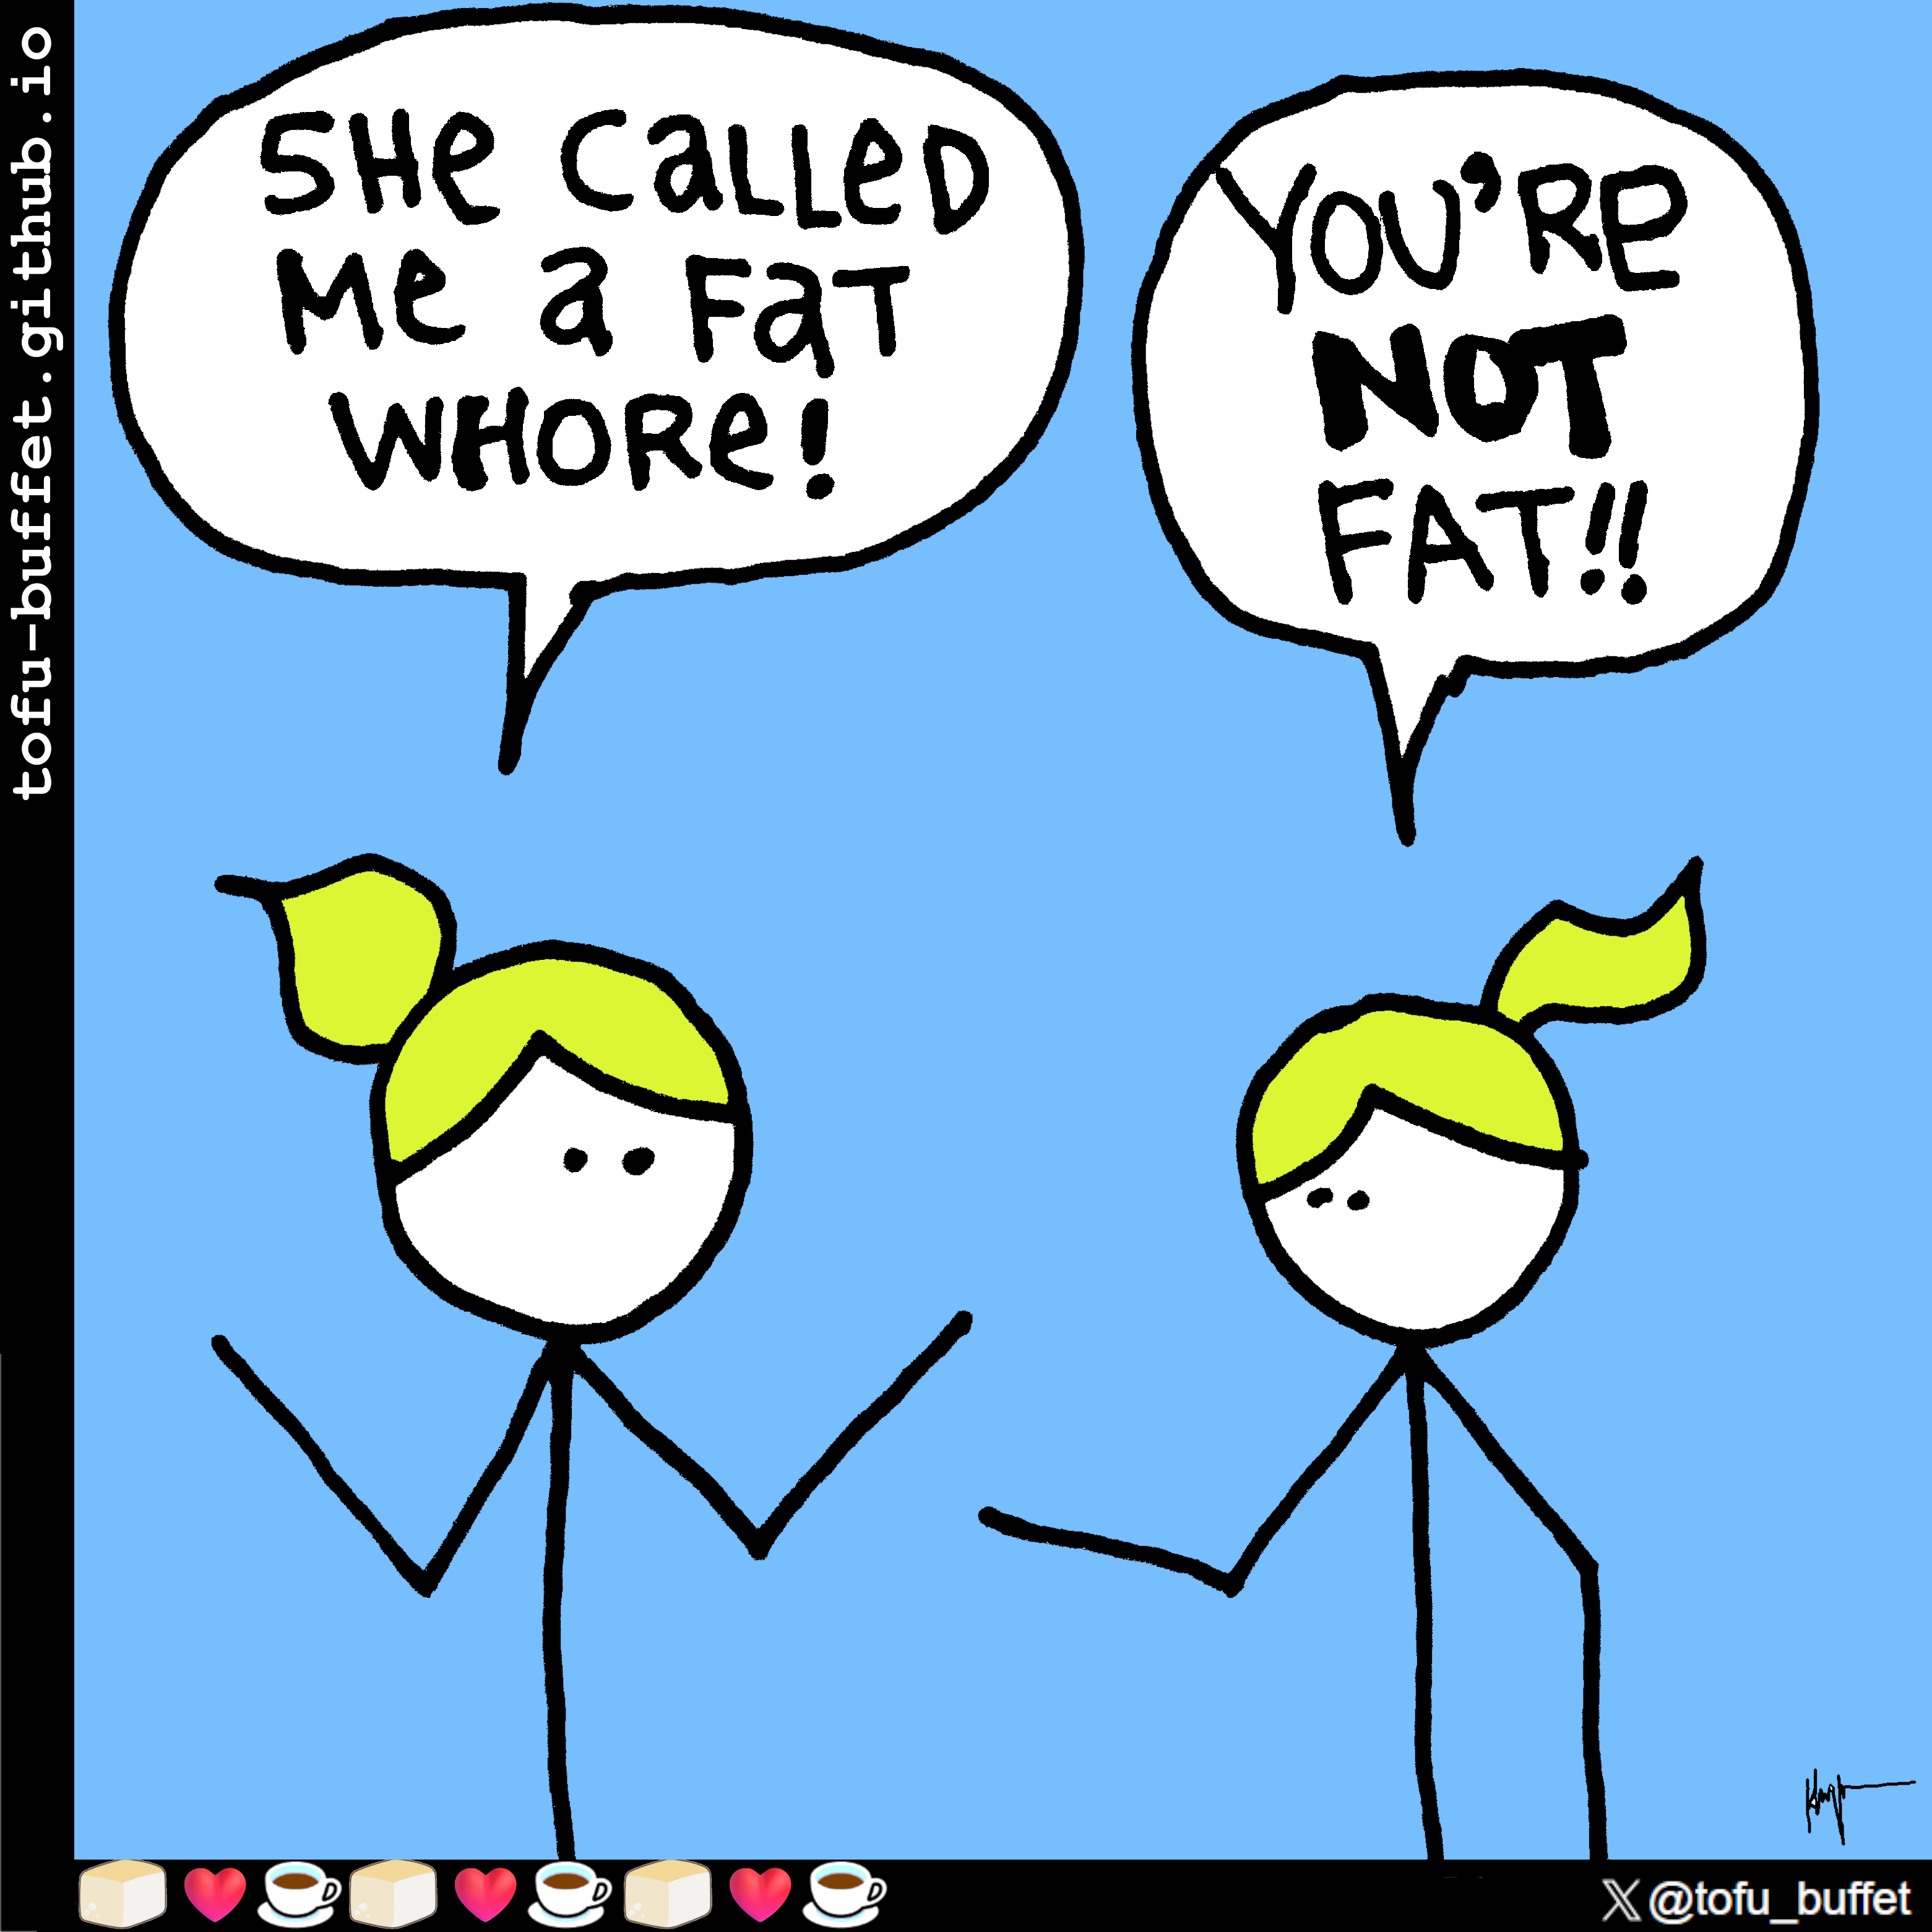 SHe CaLLeD
Me a FaT
WHORe!
YOU'RE
NOT
FAT!!
tofu-buffet.github.io
X @tofu_buffet